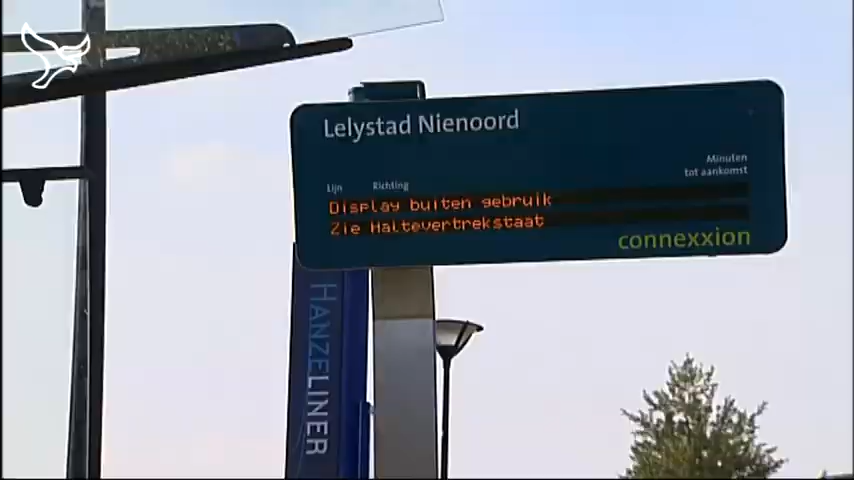 Lelystad Nienoord
Minuten
tot aankomst
Lijn Richting
Display buiten gebruik
Zie Haltevertrekstaat
connexxion
HANZELINER